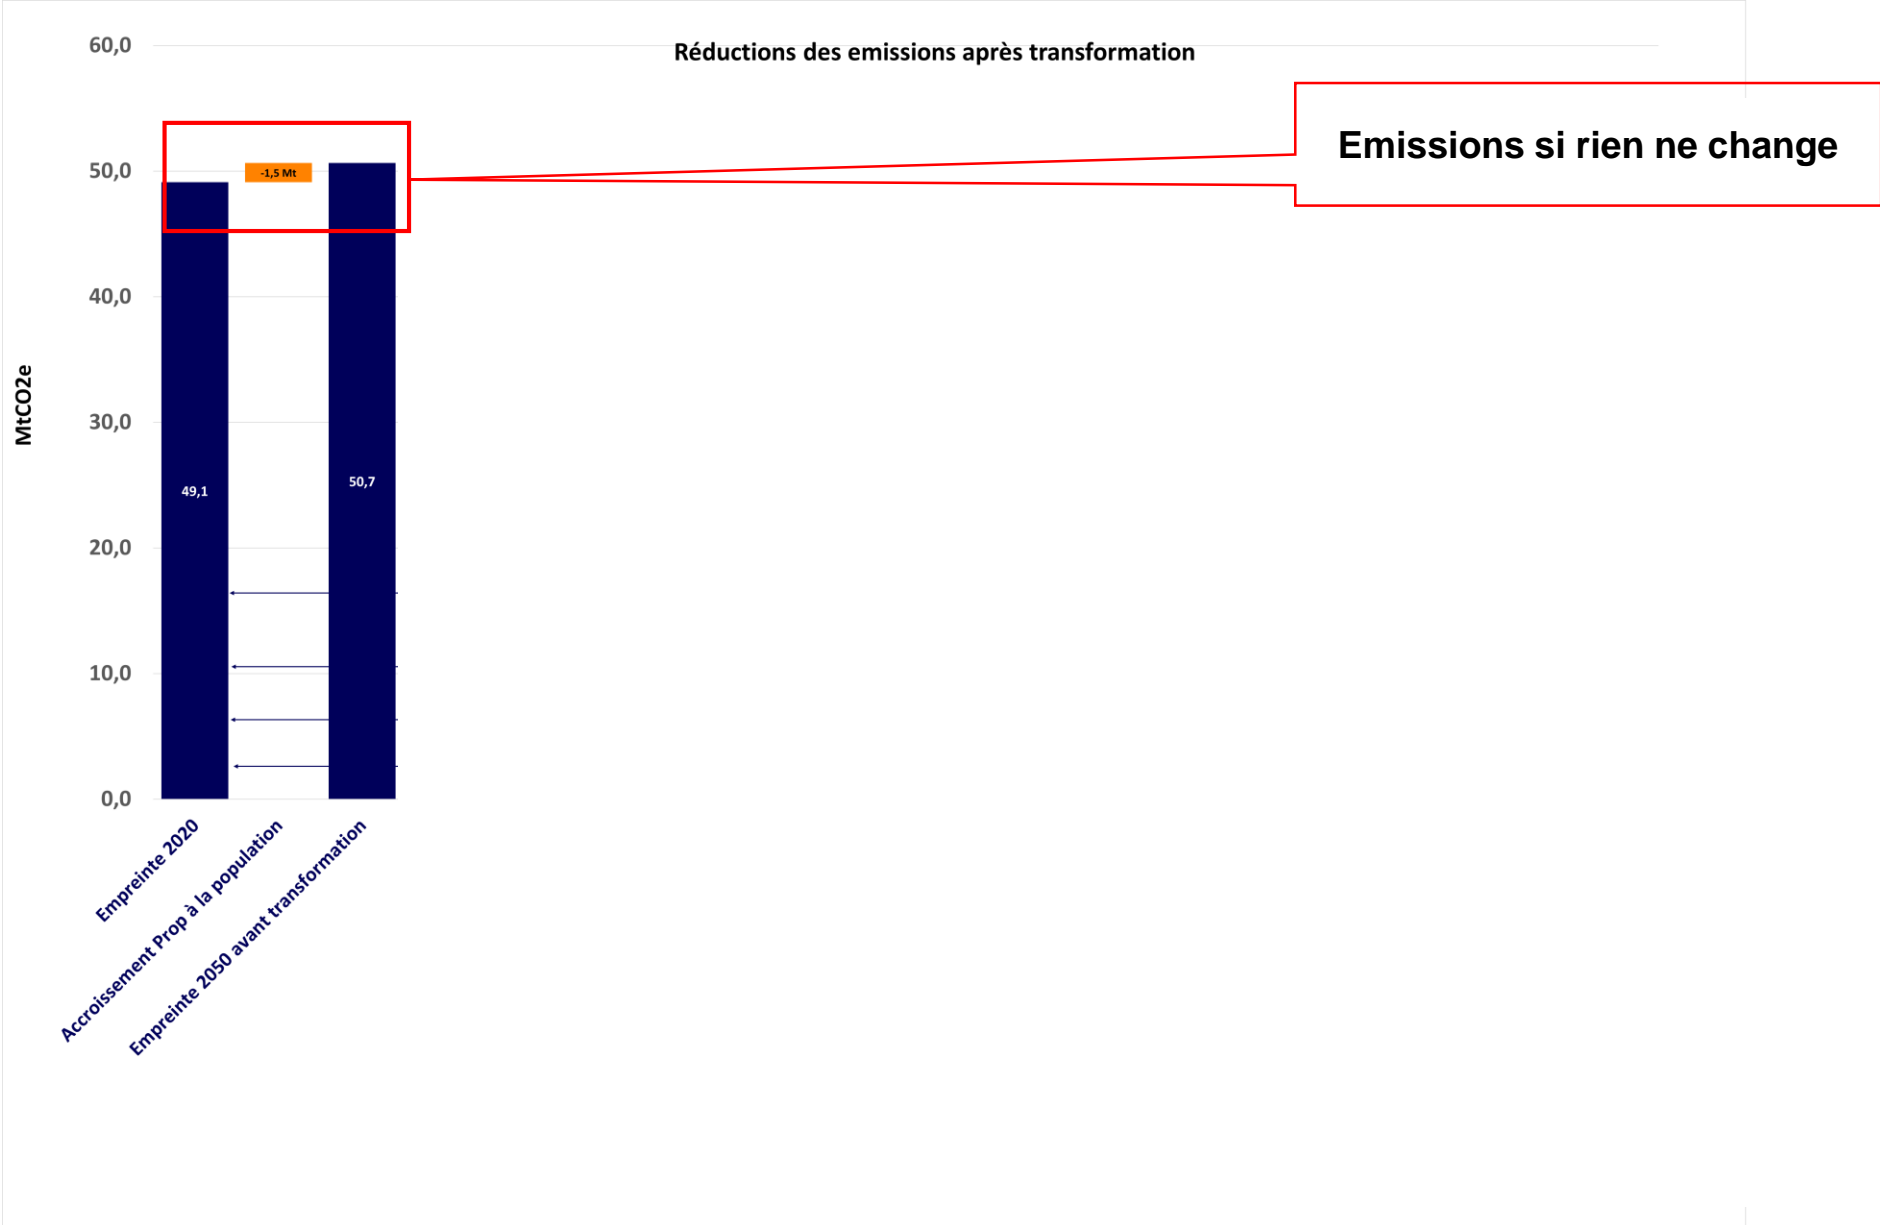 Réductions des emissions après transformation
Emissions si rien ne change
MtCO2e
60,0
50,0
40,0
30,0
20,0
10,0
0,0
49,1
-1,5 Mt
50,7
Empreinte 2020
Accroissement Prop à la population
Empreinte 2050 avant transformation